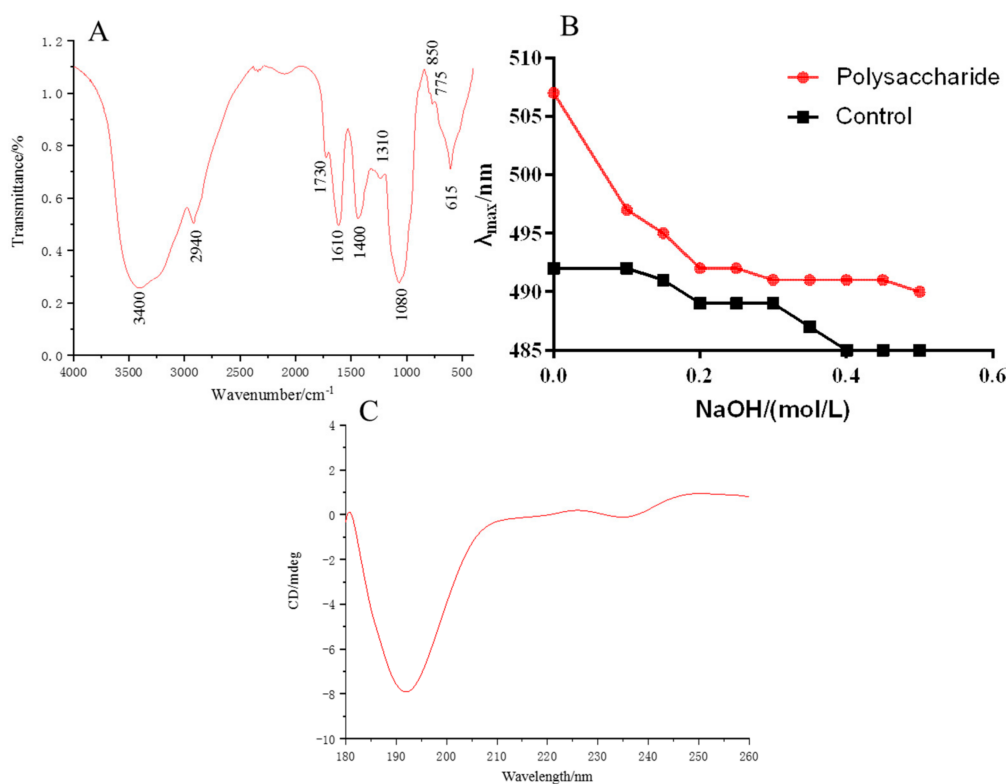 A
Transmittance/%
1.2
1.0
0.8
0.6
0.4
0.2
0.0
3400
2940
1730
1610
1400
1310
1080
850
775
615
4000 3500 3000 2500 2000 1500 1000 500
Wavenumber/cm-1
B
Polysaccharide
Control
λmax/nm
510
505
500
495
490
485
0.0 0.2 0.4 0.6
NaOH/(mol/L)
C
CD/mdeg
4
2
0
-2
-4
-6
-8
-10
180 190 200 210 220 230 240 250 260
Wavelength/nm